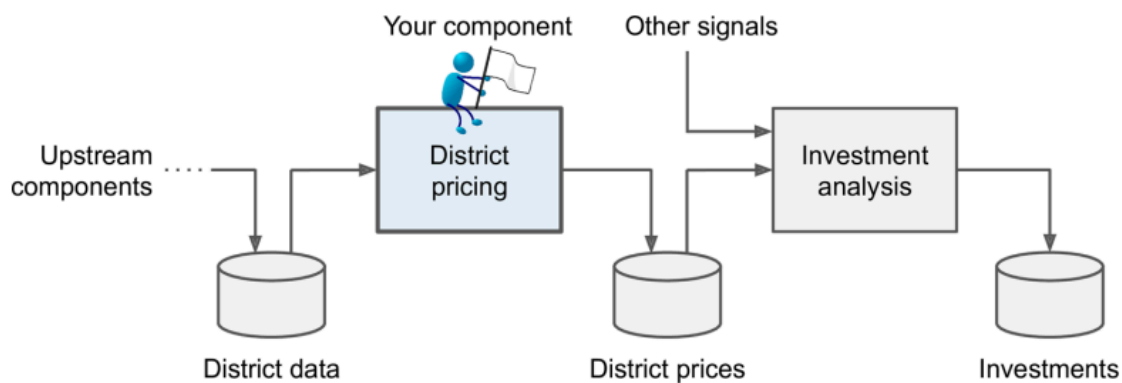 Your component
Other signals
Upstream
components
District
pricing
Investment
analysis
District data
District prices
Investments